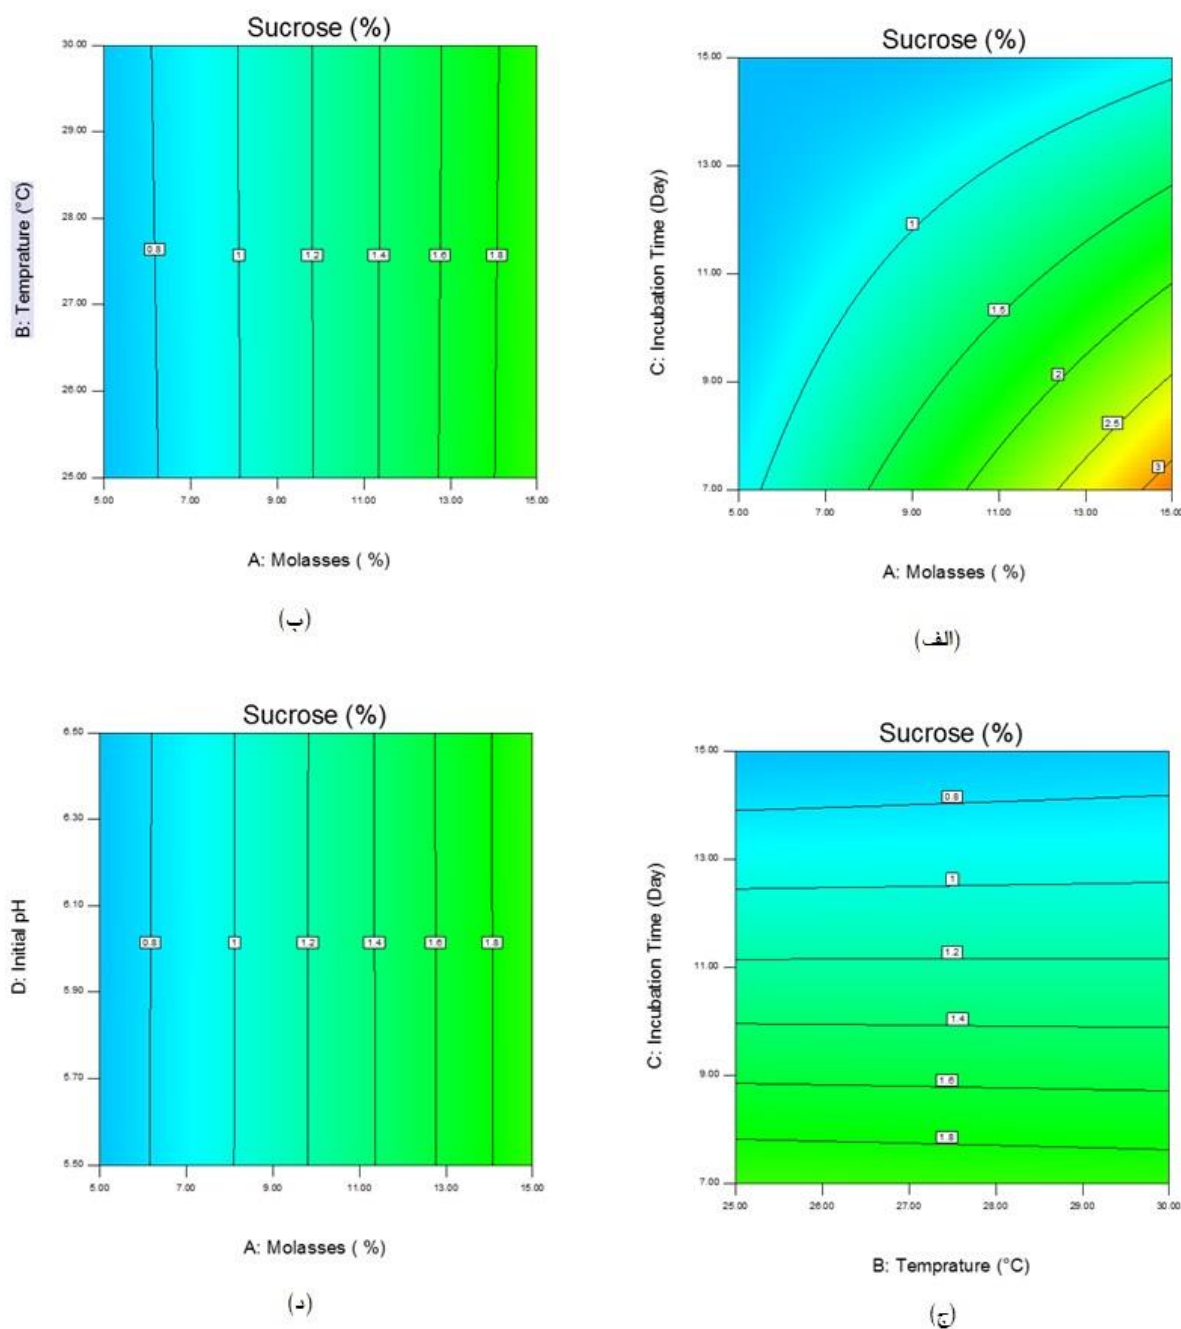 Sucrose (%)
30.00
29.00
28.00
27.00
26.00
25.00
B: Temprature (°C)
0.8 1 1.2 1.4 1.6 1.8
5.00 7.00 9.00 11.00 13.00 15.00
A: Molasses ( %)
(ب)
Sucrose (%)
15.00
13.00
11.00
9.00
7.00
C: Incubation Time (Day)
1
1.5
2
2.5
3
5.00 7.00 9.00 11.00 13.00 15.00
A: Molasses ( %)
(الف)
Sucrose (%)
6.50
6.30
6.10
5.90
5.70
5.50
D: Initial pH
0.8 1 1.2 1.4 1.6 1.8
5.00 7.00 9.00 11.00 13.00 15.00
A: Molasses ( %)
(د)
Sucrose (%)
15.00
13.00
11.00
9.00
7.00
C: Incubation Time (Day)
0.8
1
1.2
1.4
1.6
1.8
25.00 26.00 27.00 28.00 29.00 30.00
B: Temprature (°C)
(ج)